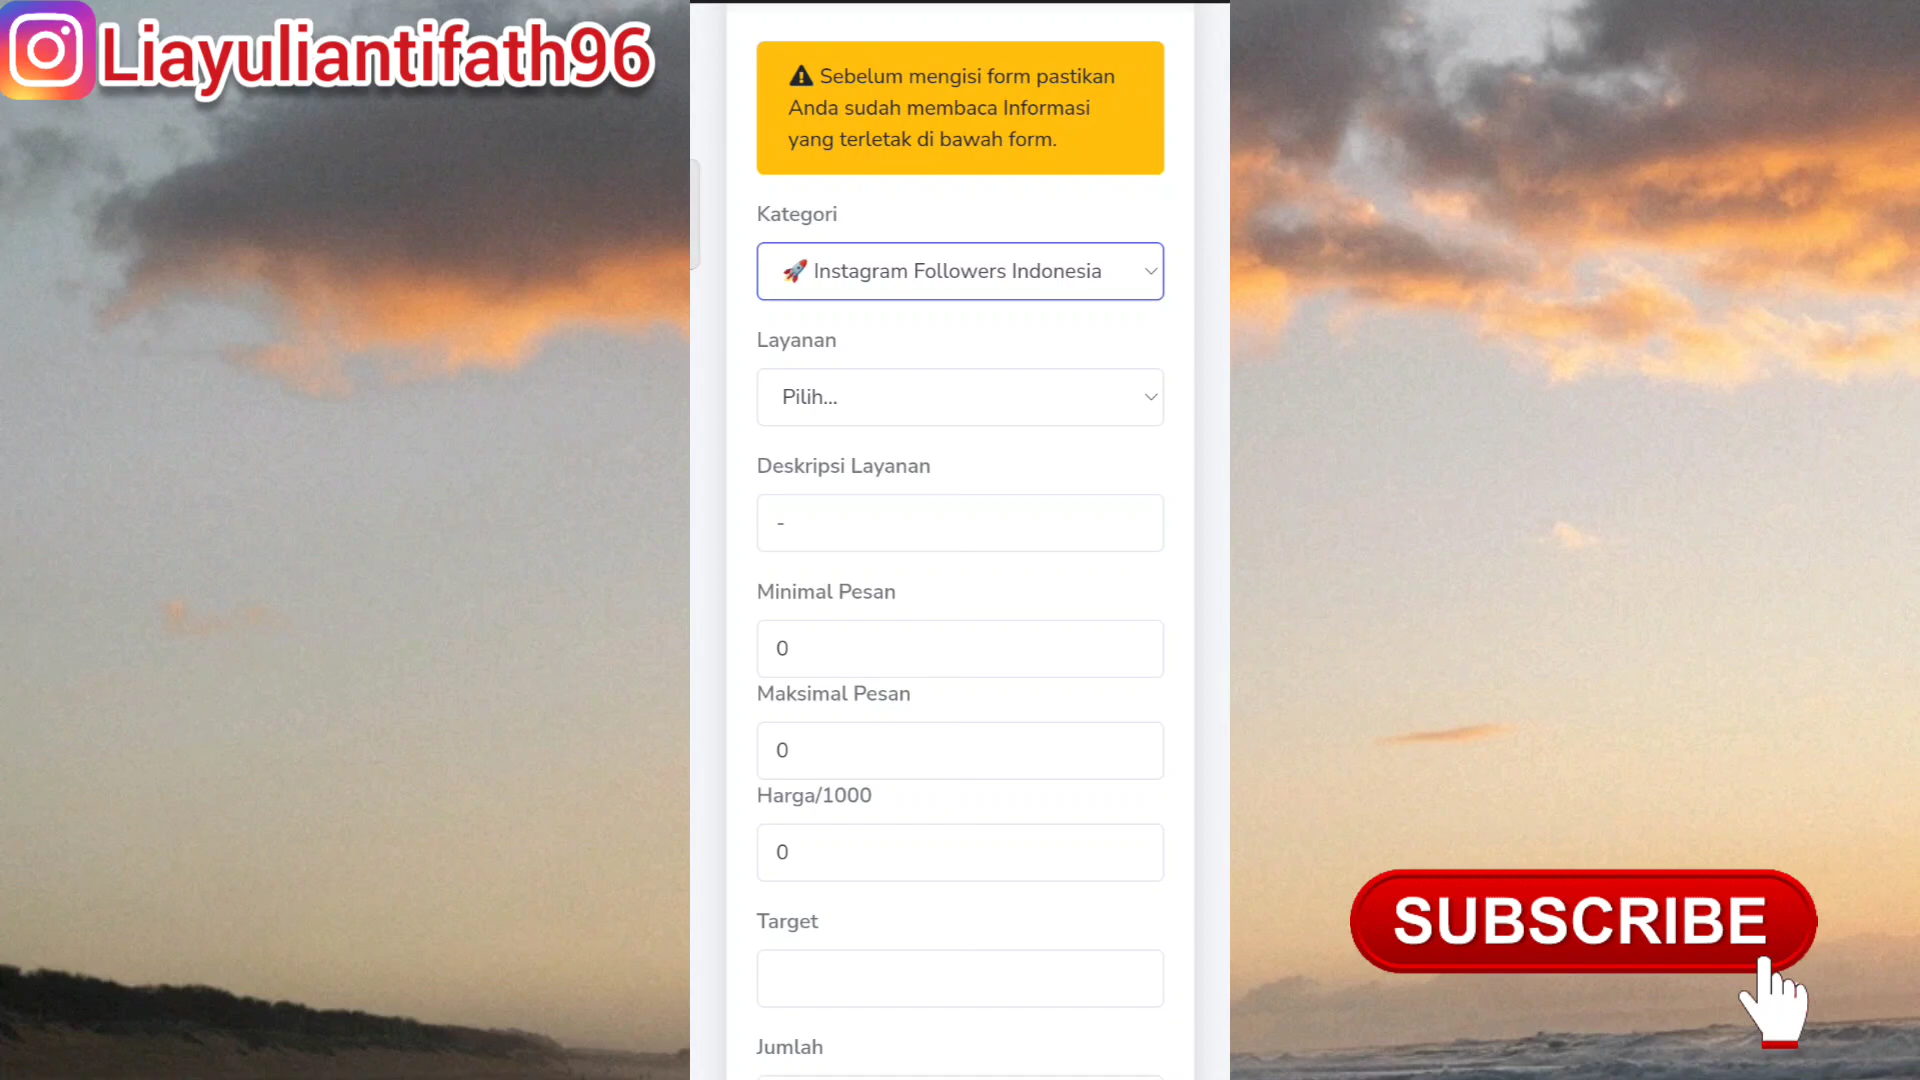 Liayuliantifath96
Sebelum mengisi form pastikan
Anda sudah membaca Informasi
yang terletak di bawah form.
Kategori
🚀 Instagram Followers Indonesia
Layanan
Pilih...
Deskripsi Layanan
-
Minimal Pesan
0
Maksimal Pesan
0
Harga/1000
0
Target
Jumlah
SUBSCRIBE